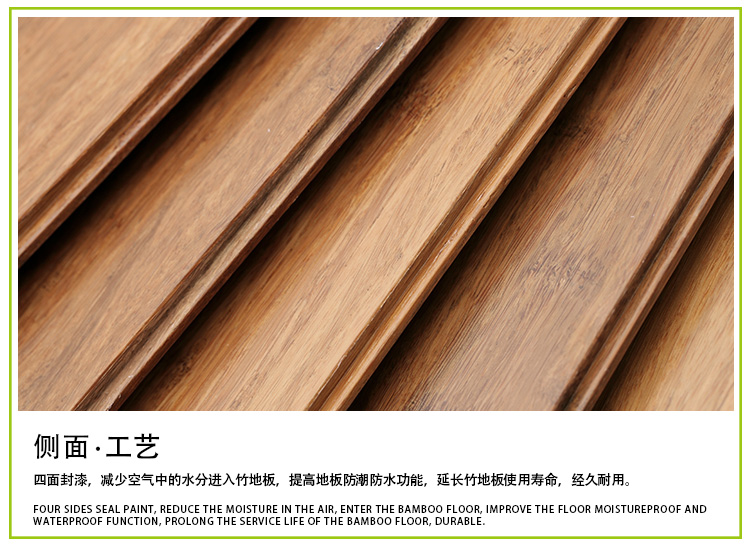 侧面·工艺
四面封漆，减少空气中的水分进入竹地板，提高地板防潮防水功能，延长竹地板使用寿命，经久耐用。
FOUR SIDES SEAL PAINT, REDUCE THE MOISTURE IN THE AIR, ENTER THE BAMBOO FLOOR, IMPROVE THE FLOOR MOISTUREPROOF AND
WATERPROOF FUNCTION, PROLONG THE SERVICE LIFE OF THE BAMBOO FLOOR, DURABLE.